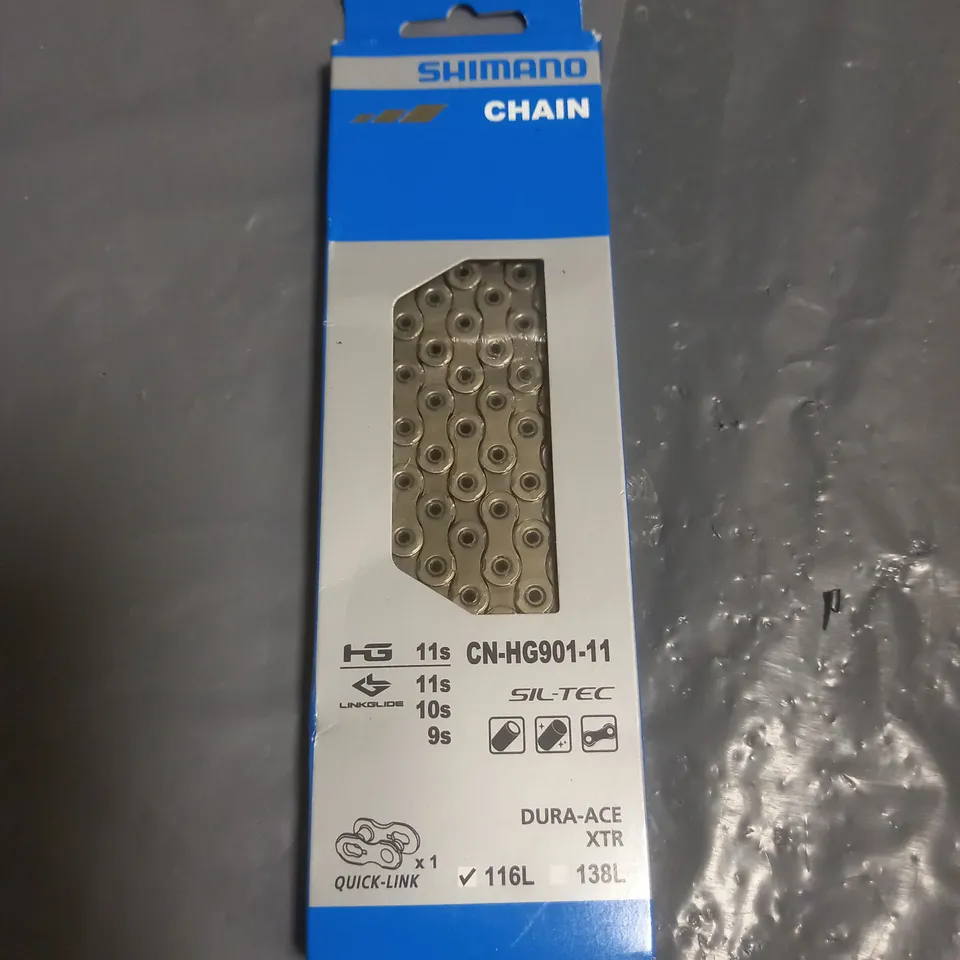 SHIMANO
CHAIN
HG 11s CN-HG901-11
LINKGLIDE 11s
10s
9s
SIL-TEC
DURA-ACE
XTR
x 1
QUICK-LINK
116L 138L